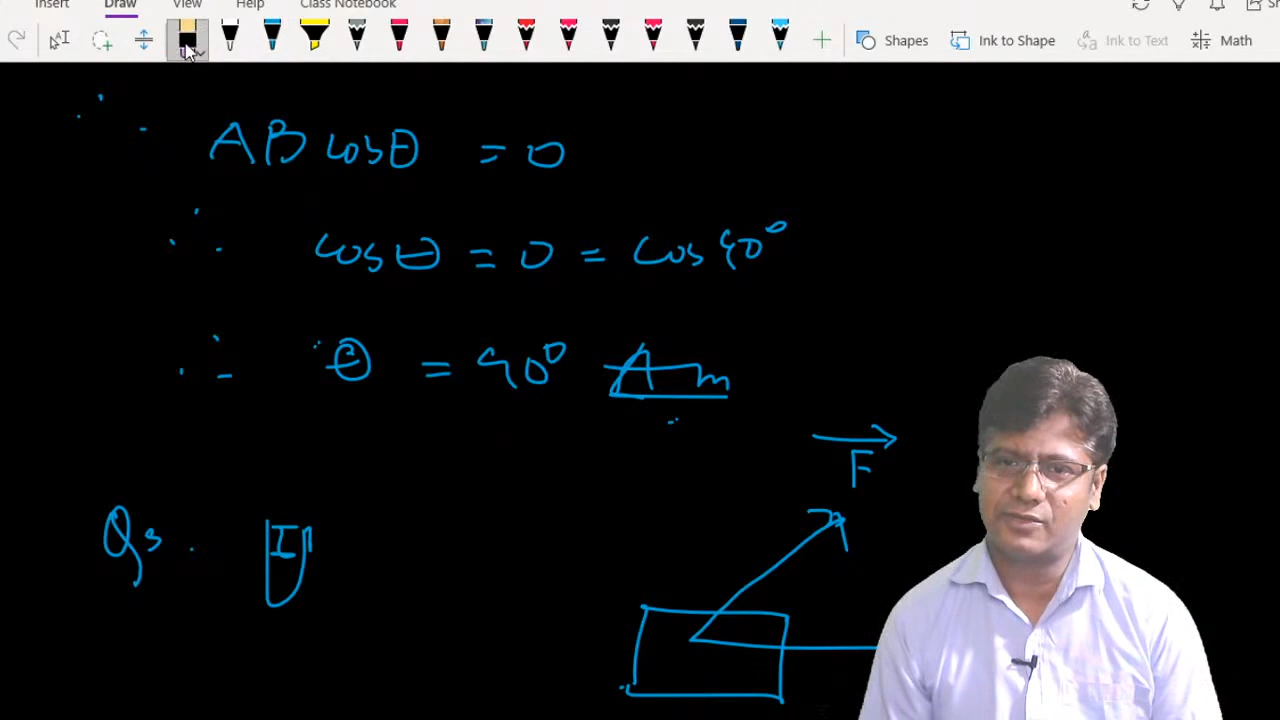 Insert Draw View Help Class Notebook
Shapes Ink to Shape Ink to Text Math
∴ AB cosθ = 0
∴ cosθ = 0 = cos 90°
∴ θ = 90° Ans
F
Qs.